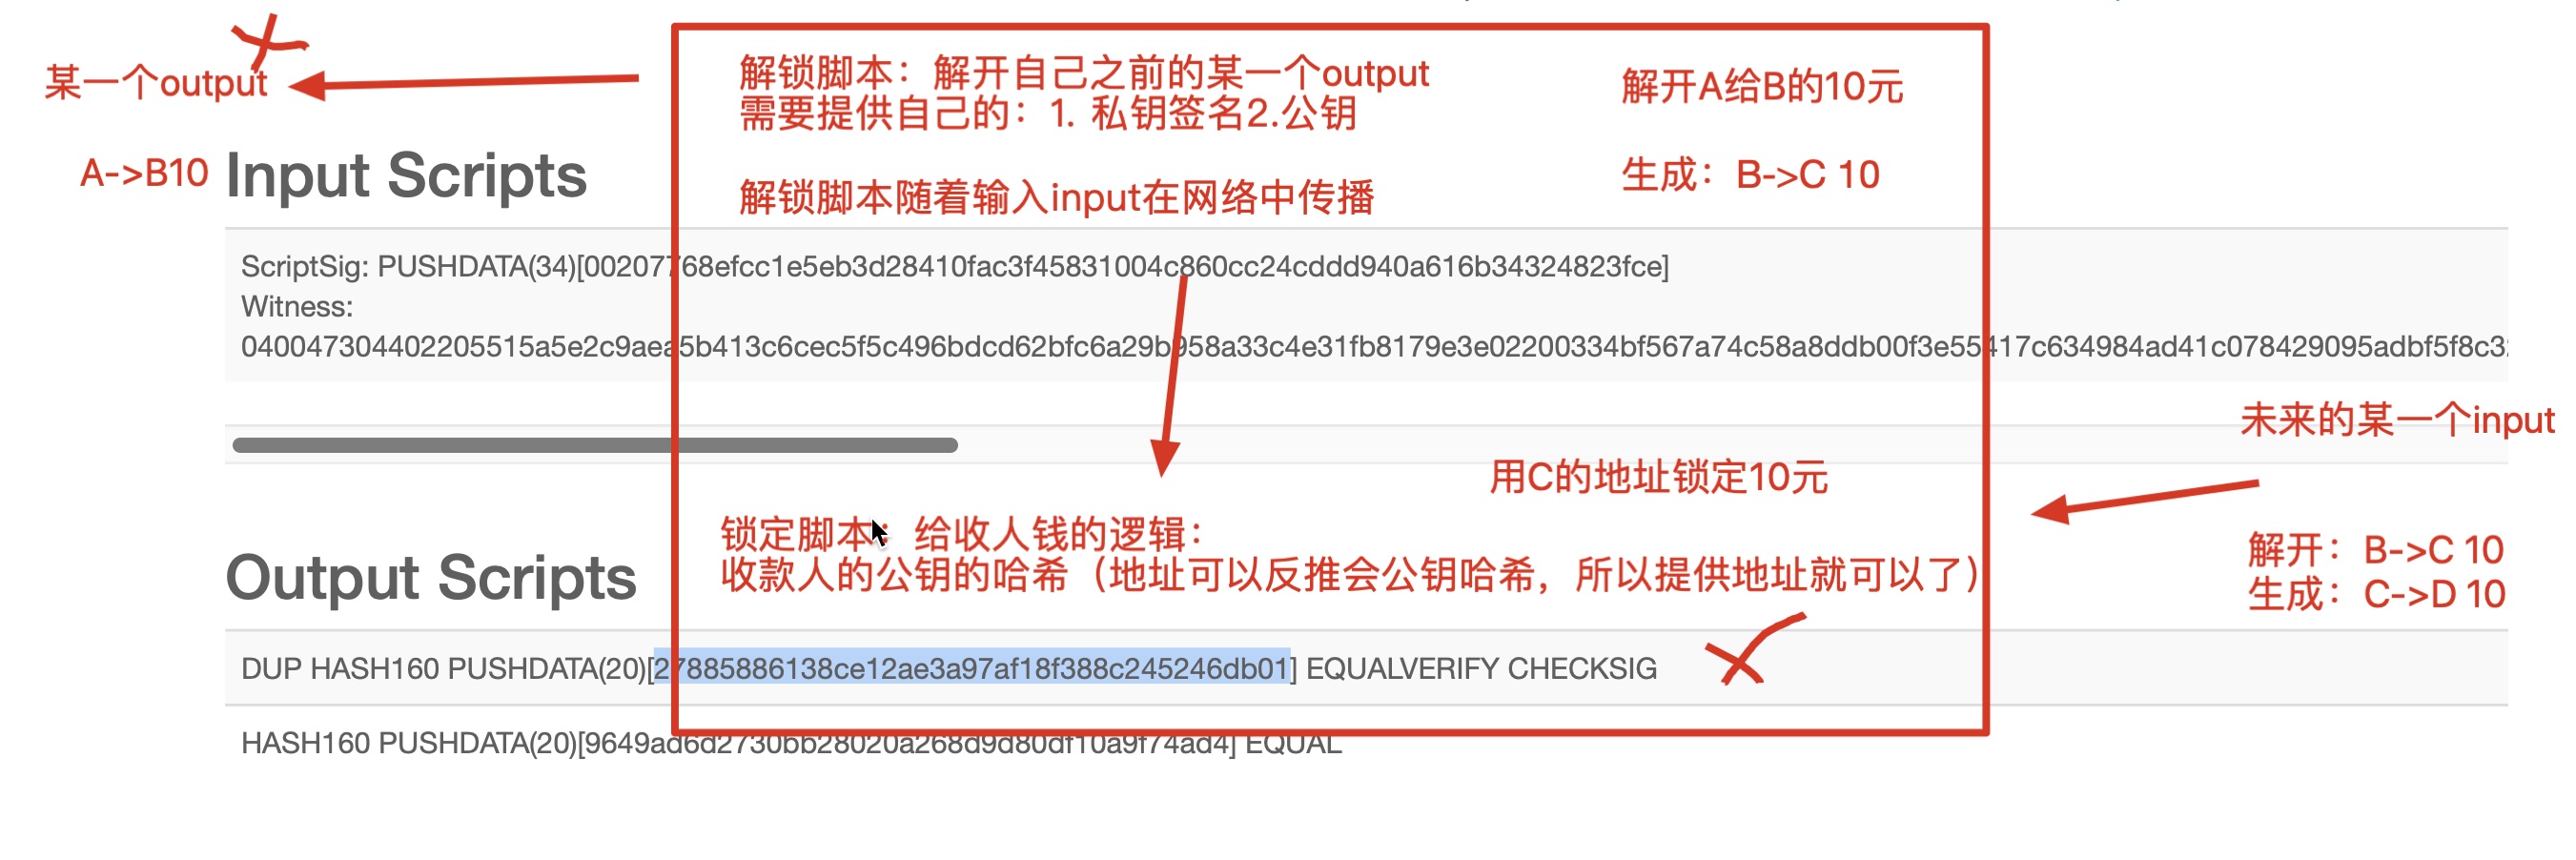 某一个output
解锁脚本：解开自己之前的某一个output
需要提供自己的：1. 私钥签名2.公钥
解开A给B的10元
A->B10
Input Scripts
解锁脚本随着输入input在网络中传播
生成：B->C 10
ScriptSig: PUSHDATA(34)[00207768efcc1e5eb3d28410fac3f45831004c860cc24cddd940a616b34324823fce]
Witness:
040047304402205515a5e2c9aea5b413c6cec5f5c496bdcd62bfc6a29b958a33c4e31fb8179e3e02200334bf567a74c58a8ddb00f3e55417c634984ad41c078429095adbf5f8c3
未来的某一个input
用C的地址锁定10元
锁定脚本：给收人钱的逻辑：
收款人的公钥的哈希（地址可以反推会公钥哈希，所以提供地址就可以了）
Output Scripts
解开：B->C 10
生成：C->D 10
DUP HASH160 PUSHDATA(20)[27885886138ce12ae3a97af18f388c245246db01] EQUALVERIFY CHECKSIG
HASH160 PUSHDATA(20)[9649ad6d2730bb28020a268d9d80df10a9f74ad4] EQUAL